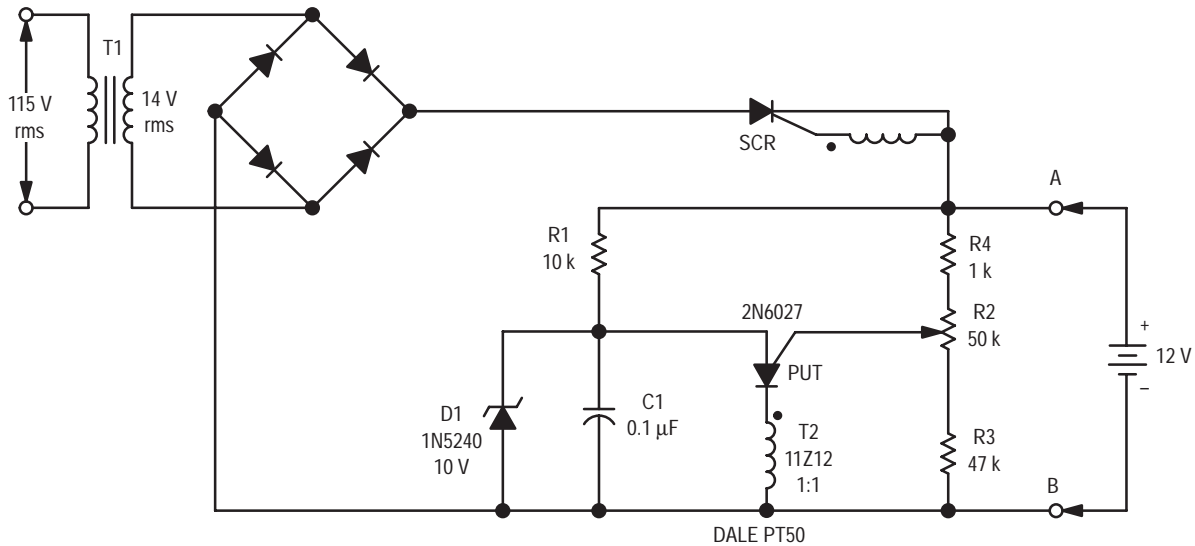 T1
115 V
rms
14 V
rms
SCR
A
R1
10 k
R4
1 k
2N6027
R2
50 k
+
12 V
–
PUT
D1
1N5240
10 V
C1
0.1 μF
T2
11Z12
1:1
R3
47 k
B
DALE PT50